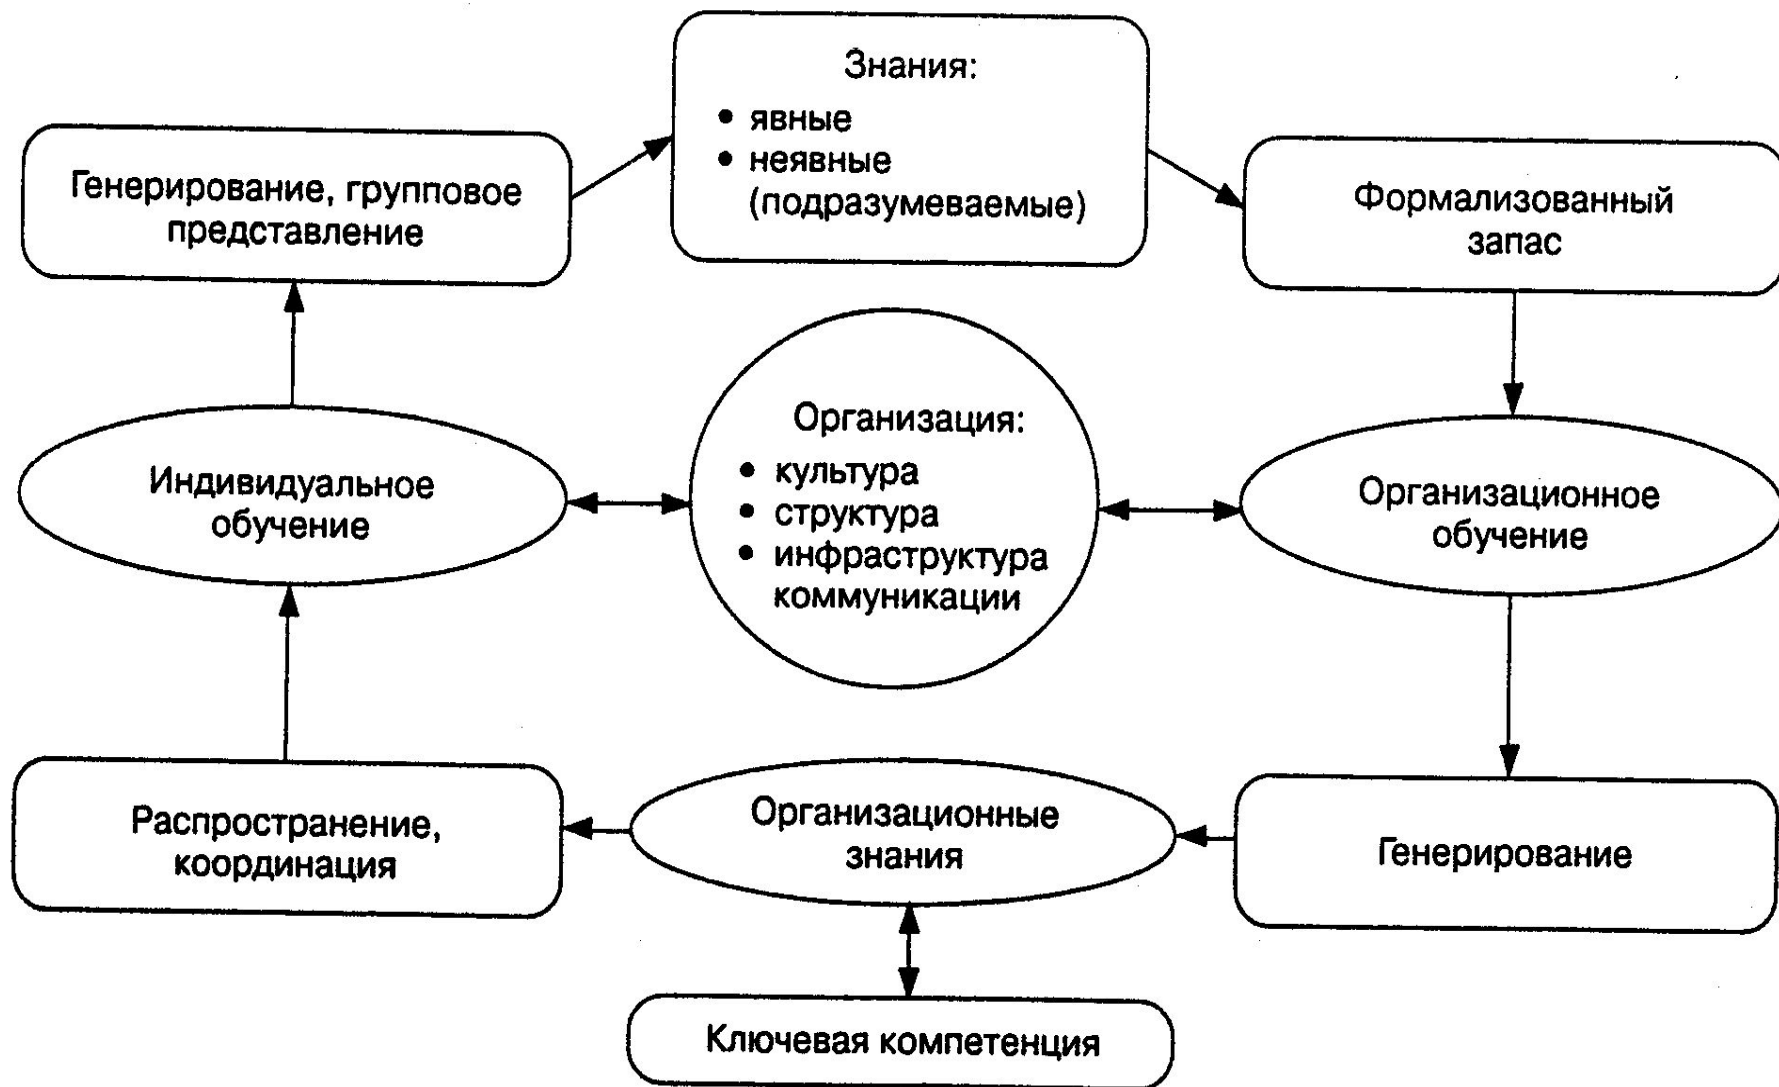 Знания:
• явные
• неявные
(подразумеваемые)
Генерирование, групповое
представление
Формализованный
запас
Организация:
• культура
• структура
• инфраструктура
коммуникации
Индивидуальное
обучение
Организационное
обучение
Распространение,
координация
Организационные
знания
Генерирование
Ключевая компетенция